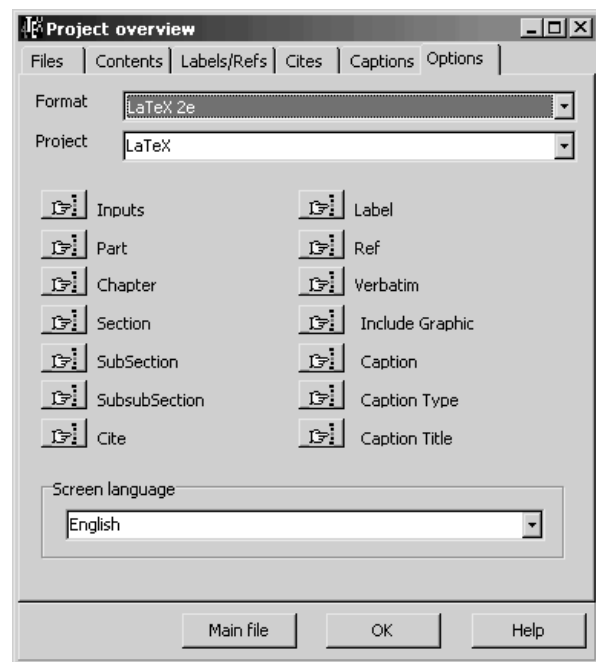 Project overview
Files Contents Labels/Refs Cites Captions Options
Format LaTeX 2e
Project LaTeX
Inputs Label
Part Ref
Chapter Verbatim
Section Include Graphic
SubSection Caption
SubsubSection Caption Type
Cite Caption Title
Screen language
English
Main file OK Help